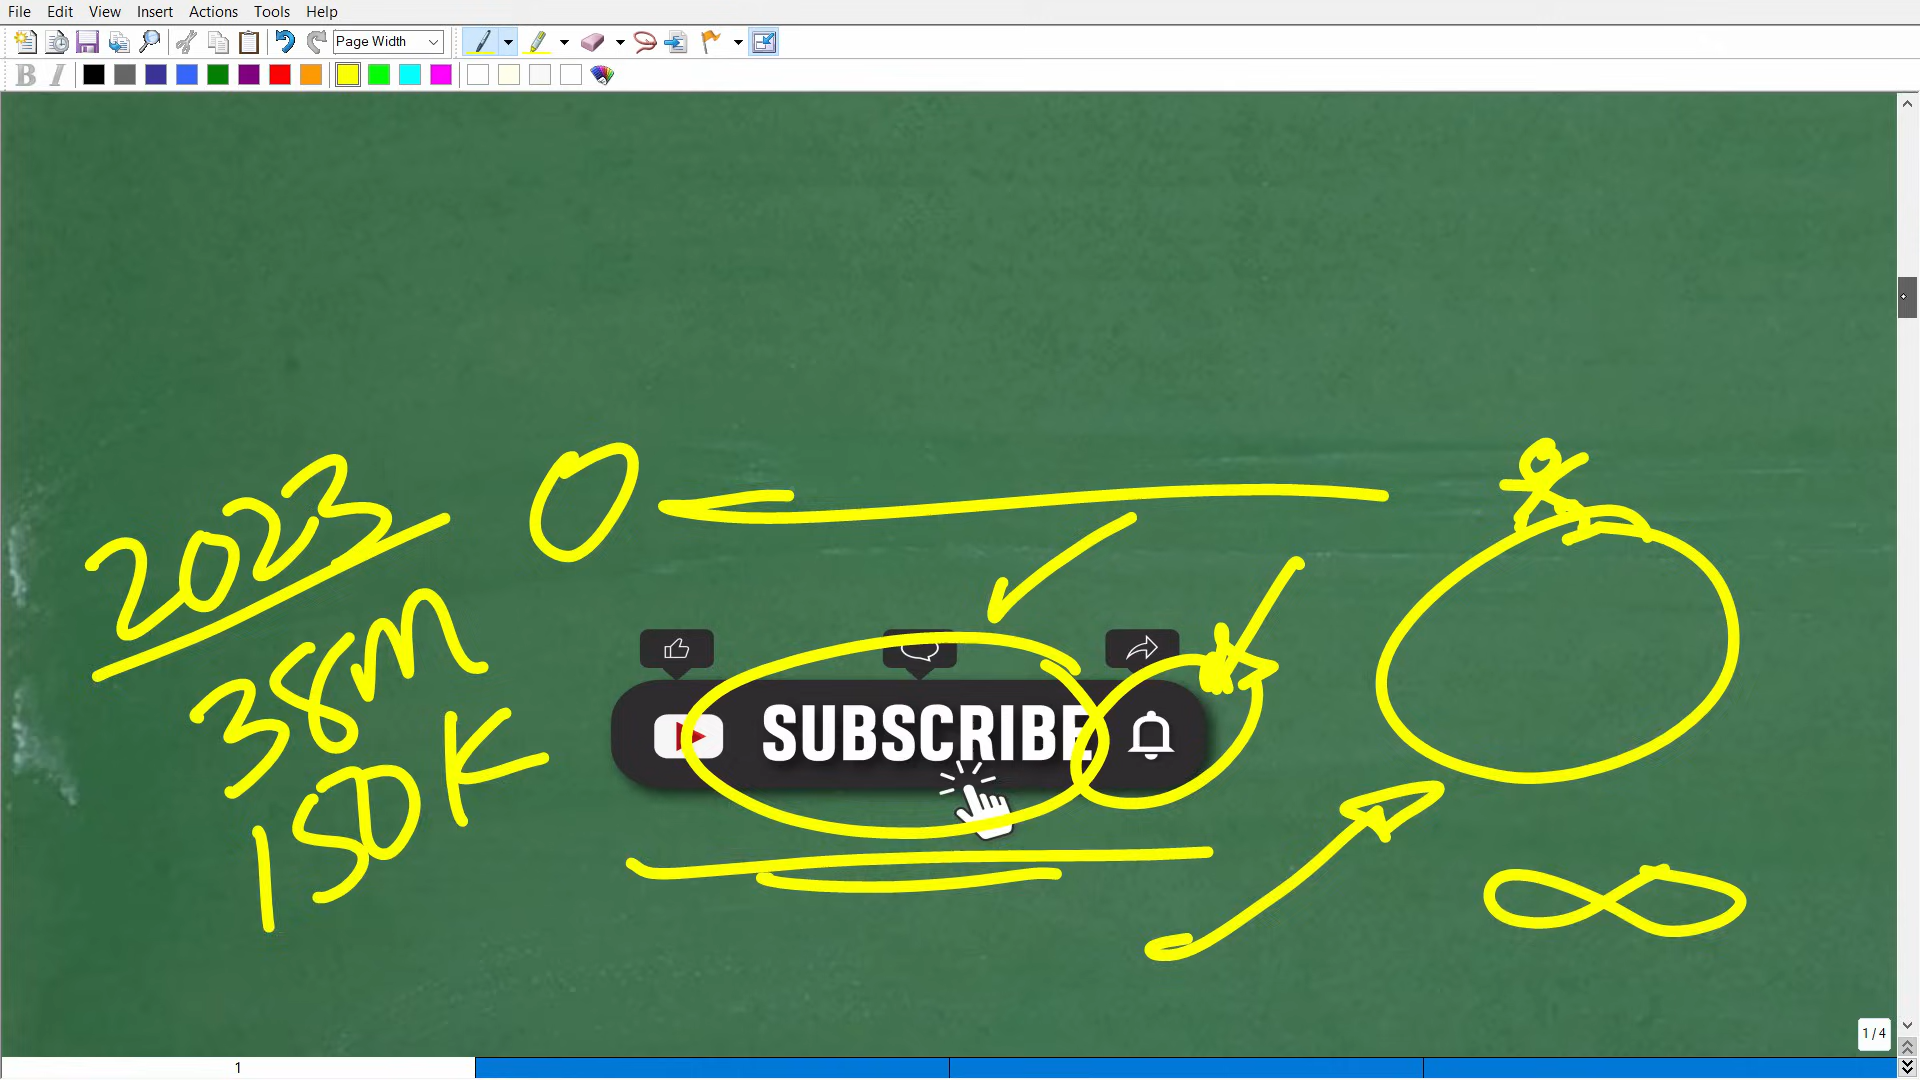 File Edit View Insert Actions Tools Help
Page Width
B I
2023
38M
150K
0
SUBSCRIBE
∞
1 / 4
1